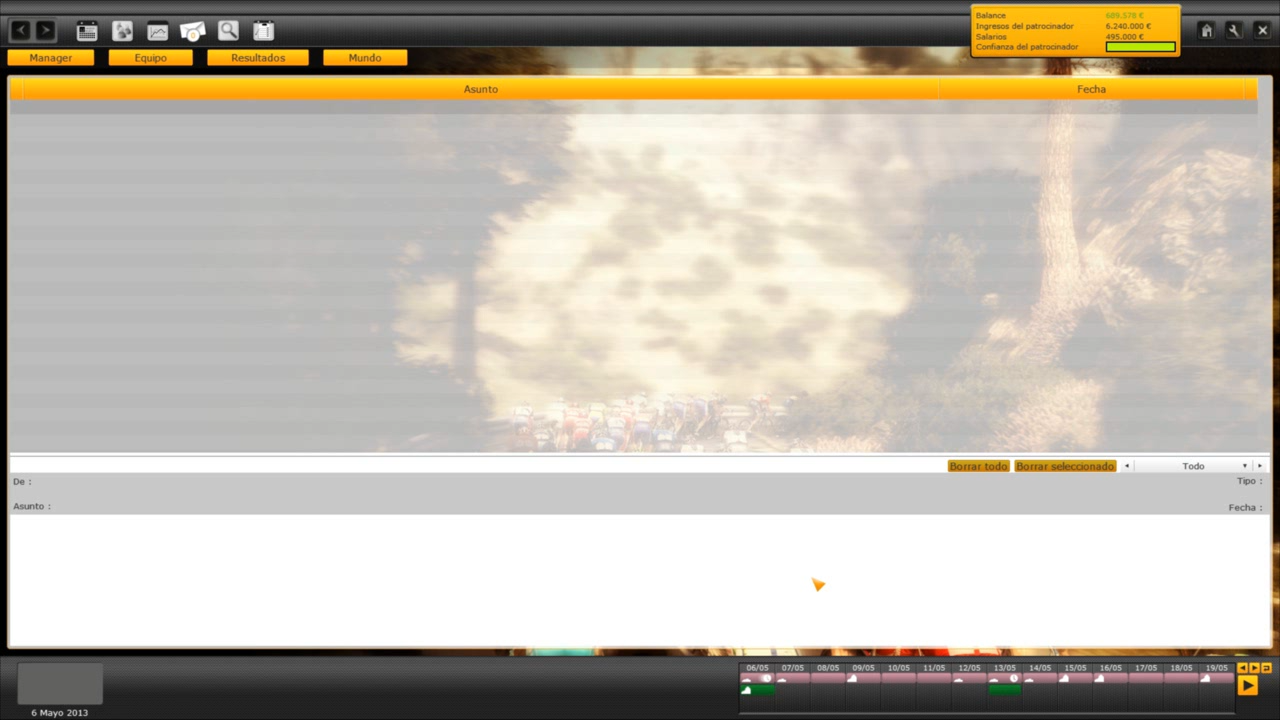 Balance 689.578 €
Ingresos del patrocinador 6.240.000 €
Salarios 495.000 €
Confianza del patrocinador
Manager Equipo Resultados Mundo
Asunto Fecha
Borrar todo Borrar seleccionado Todo
De : Tipo :
Asunto : Fecha :
06/05 07/05 08/05 09/05 10/05 11/05 12/05 13/05 14/05 15/05 16/05 17/05 18/05 19/05
6 Mayo 2013